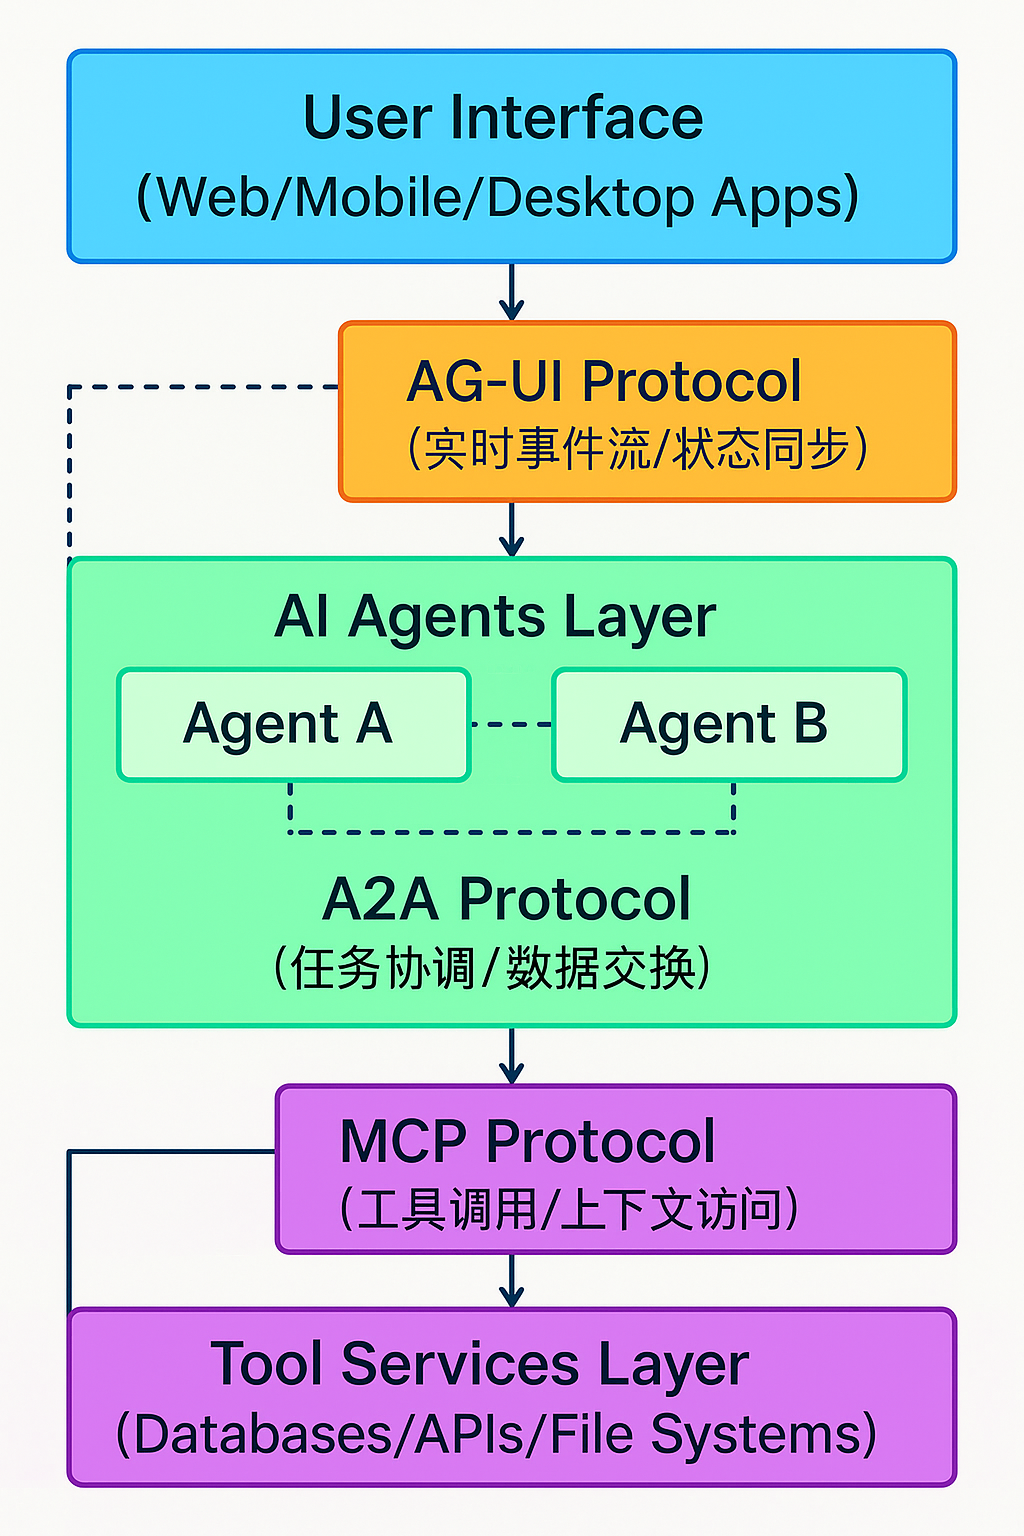 User Interface
(Web/Mobile/Desktop Apps)
AG-UI Protocol
(实时事件流/状态同步)
AI Agents Layer
Agent A
Agent B
A2A Protocol
(任务协调/数据交换)
MCP Protocol
(工具调用/上下文访问)
Tool Services Layer
(Databases/APIs/File Systems)